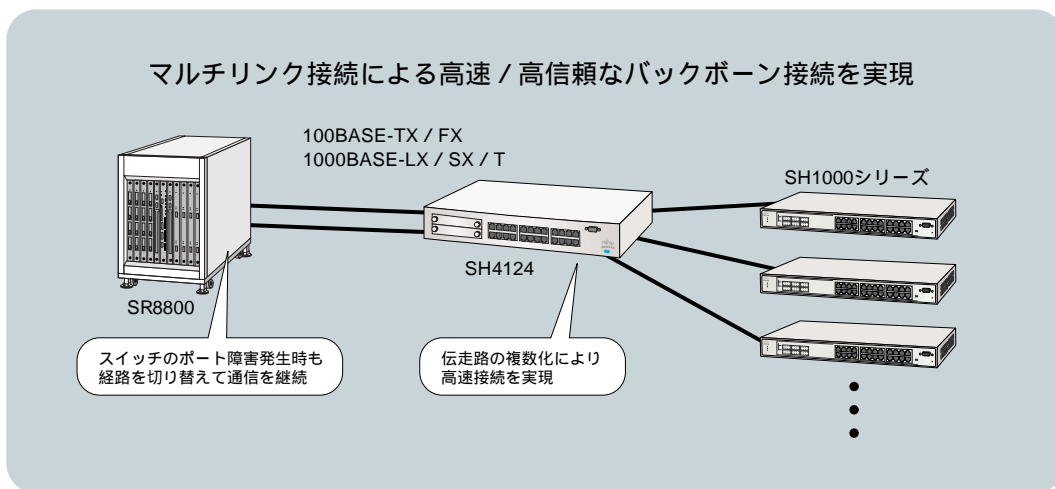 マルチリンク接続による高速 / 高信頼なバックボーン接続を実現
100BASE-TX / FX
1000BASE-LX / SX / T
SH1000シリーズ
SH4124
SR8800
スイッチのポート障害発生時も
経路を切り替えて通信を継続
伝走路の複数化により
高速接続を実現